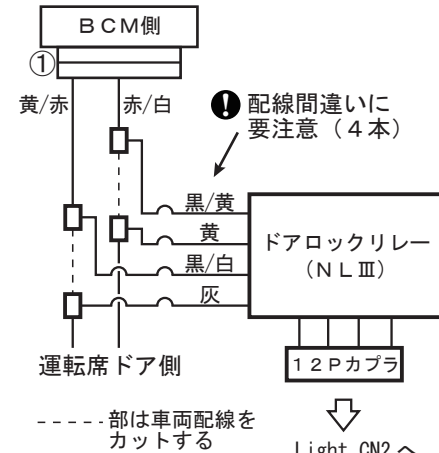 BCM側
①
黄/赤
赤/白
! 配線間違いに
要注意（4本）
黒/黄
黄
黒/白
灰
ドアロックリレー
（NLⅢ）
運転席ドア側
12Pカプラ
-----部は車両配線を
カットする
Light CN2 へ